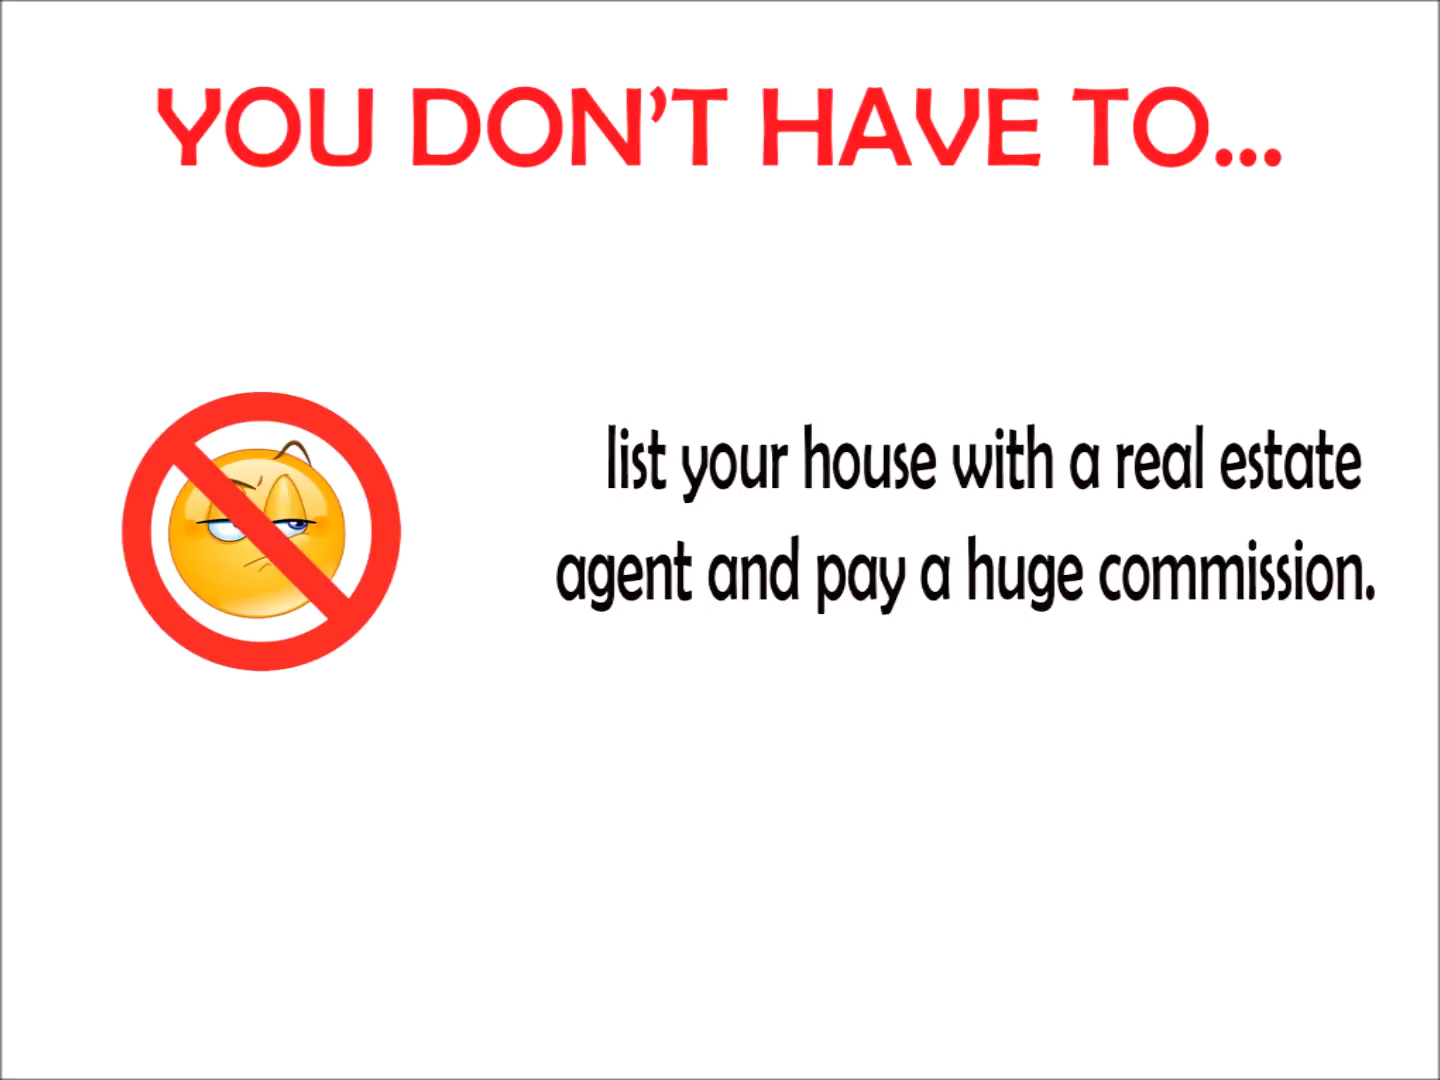 YOU DON’T HAVE TO...
list your house with a real estate
agent and pay a huge commission.